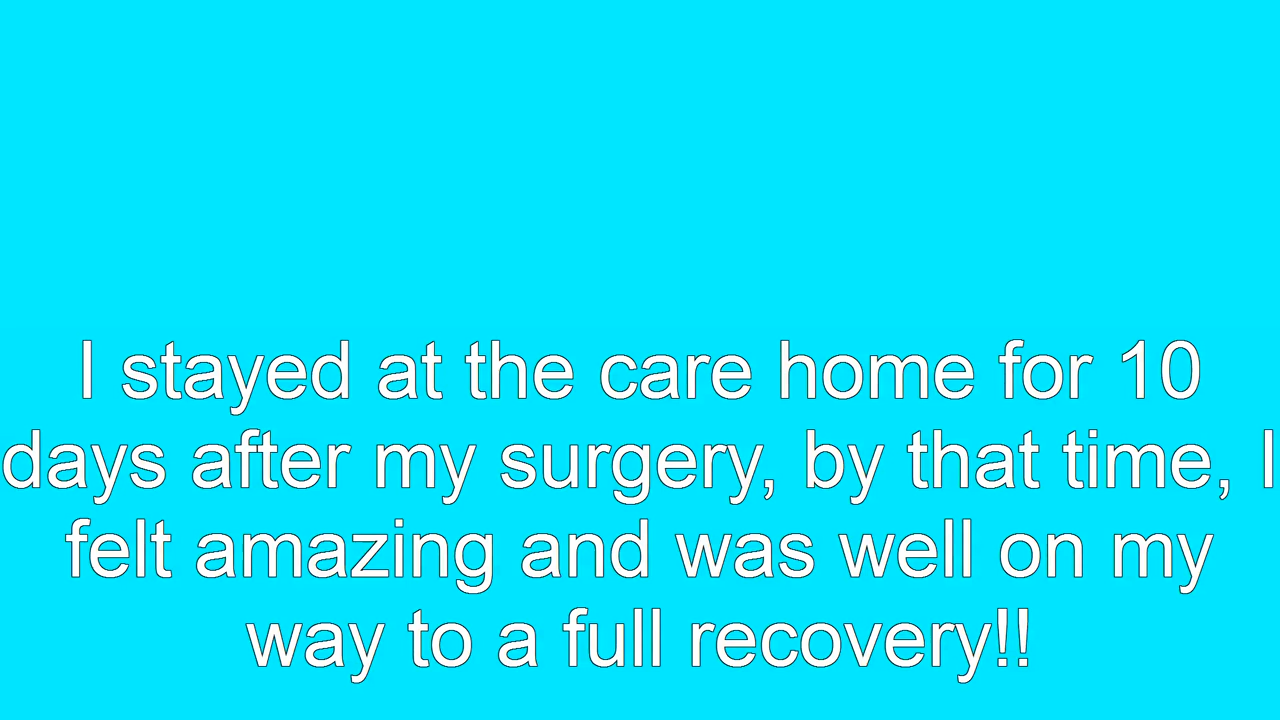 I stayed at the care home for 10
days after my surgery, by that time, I
felt amazing and was well on my
way to a full recovery!!